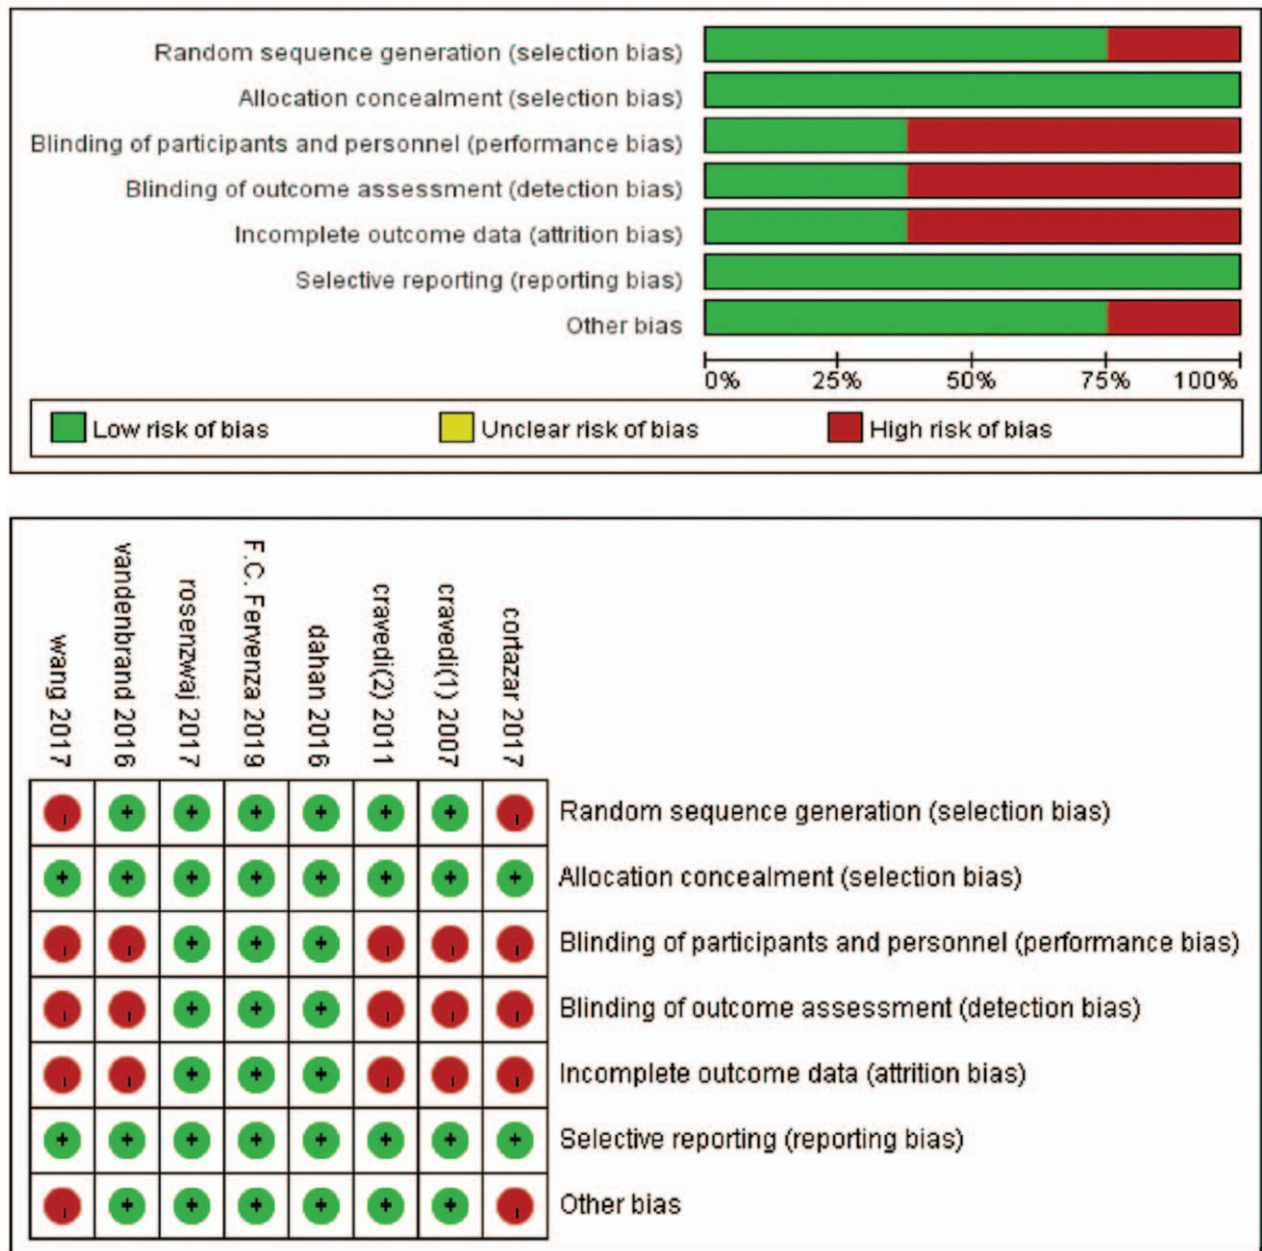 Random sequence generation (selection bias)
Allocation concealment (selection bias)
Blinding of participants and personnel (performance bias)
Blinding of outcome assessment (detection bias)
Incomplete outcome data (attrition bias)
Selective reporting (reporting bias)
Other bias
0% 25% 50% 75% 100%
Low risk of bias Unclear risk of bias High risk of bias
wang 2017
vandenbrand 2016
rosenzwaj 2017
F.C. Fervenza 2019
dahan 2016
cravedi(2) 2011
cravedi(1) 2007
cortazar 2017
- + + + + + + - Random sequence generation (selection bias)
+ + + + + + + + Allocation concealment (selection bias)
- - + + + - - - Blinding of participants and personnel (performance bias)
- - + + + - - - Blinding of outcome assessment (detection bias)
- - + + + - - - Incomplete outcome data (attrition bias)
+ + + + + + + + Selective reporting (reporting bias)
- + + + + + + - Other bias